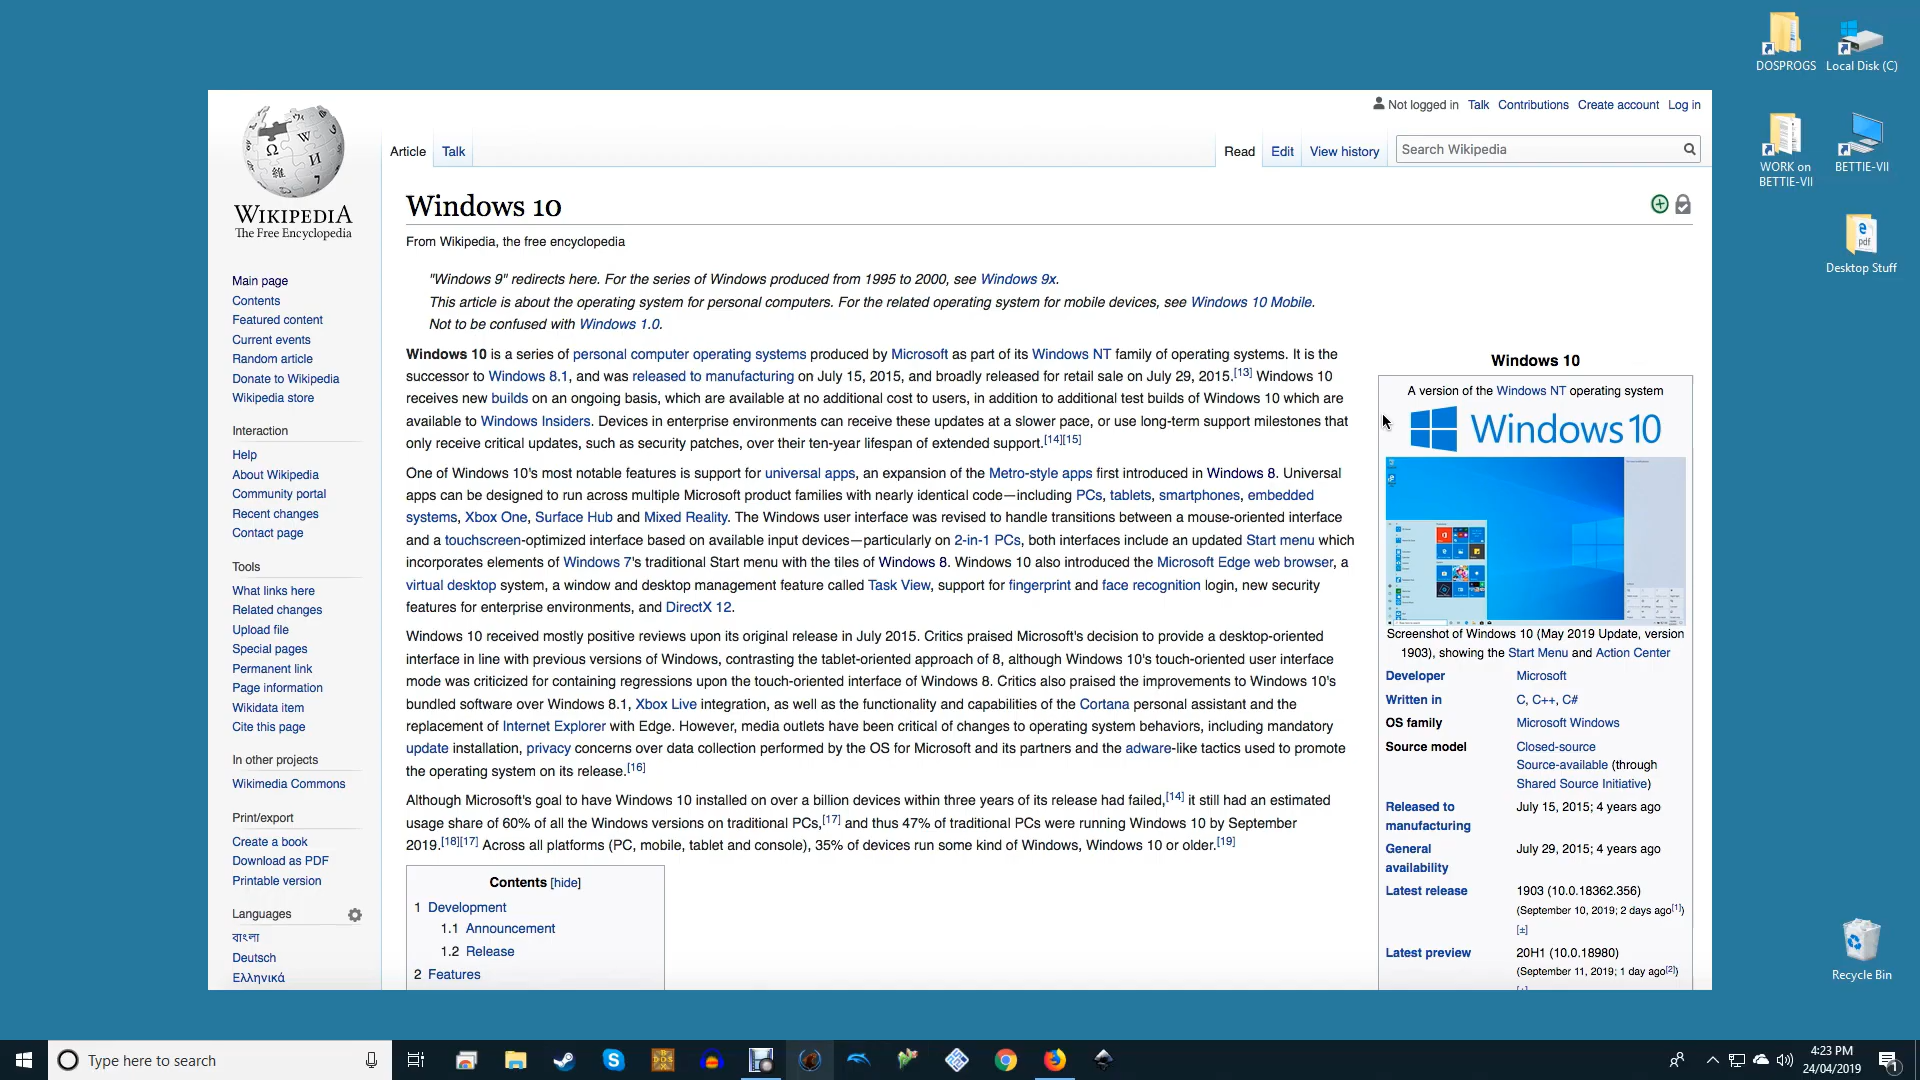 DOSPROGS
Local Disk (C)
WORK on
BETTIE-VII
BETTIE-VII
Desktop Stuff
Recycle Bin
WIKIPEDIA
The Free Encyclopedia
Main page
Contents
Featured content
Current events
Random article
Donate to Wikipedia
Wikipedia store
Interaction
Help
About Wikipedia
Community portal
Recent changes
Contact page
Tools
What links here
Related changes
Upload file
Special pages
Permanent link
Page information
Wikidata item
Cite this page
In other projects
Wikimedia Commons
Print/export
Create a book
Download as PDF
Printable version
Languages
বাংলা
Deutsch
Ελληνικά
Not logged in Talk Contributions Create account Log in
Article Talk Read Edit View history Search Wikipedia
Windows 10
From Wikipedia, the free encyclopedia
"Windows 9" redirects here. For the series of Windows produced from 1995 to 2000, see Windows 9x.
This article is about the operating system for personal computers. For the related operating system for mobile devices, see Windows 10 Mobile.
Not to be confused with Windows 1.0.
Windows 10 is a series of personal computer operating systems produced by Microsoft as part of its Windows NT family of operating systems. It is the
successor to Windows 8.1, and was released to manufacturing on July 15, 2015, and broadly released for retail sale on July 29, 2015.[13] Windows 10
receives new builds on an ongoing basis, which are available at no additional cost to users, in addition to additional test builds of Windows 10 which are
available to Windows Insiders. Devices in enterprise environments can receive these updates at a slower pace, or use long-term support milestones that
only receive critical updates, such as security patches, over their ten-year lifespan of extended support.[14][15]
One of Windows 10's most notable features is support for universal apps, an expansion of the Metro-style apps first introduced in Windows 8. Universal
apps can be designed to run across multiple Microsoft product families with nearly identical code—including PCs, tablets, smartphones, embedded
systems, Xbox One, Surface Hub and Mixed Reality. The Windows user interface was revised to handle transitions between a mouse-oriented interface
and a touchscreen-optimized interface based on available input devices—particularly on 2-in-1 PCs, both interfaces include an updated Start menu which
incorporates elements of Windows 7's traditional Start menu with the tiles of Windows 8. Windows 10 also introduced the Microsoft Edge web browser, a
virtual desktop system, a window and desktop management feature called Task View, support for fingerprint and face recognition login, new security
features for enterprise environments, and DirectX 12.
Windows 10 received mostly positive reviews upon its original release in July 2015. Critics praised Microsoft's decision to provide a desktop-oriented
interface in line with previous versions of Windows, contrasting the tablet-oriented approach of 8, although Windows 10's touch-oriented user interface
mode was criticized for containing regressions upon the touch-oriented interface of Windows 8. Critics also praised the improvements to Windows 10's
bundled software over Windows 8.1, Xbox Live integration, as well as the functionality and capabilities of the Cortana personal assistant and the
replacement of Internet Explorer with Edge. However, media outlets have been critical of changes to operating system behaviors, including mandatory
update installation, privacy concerns over data collection performed by the OS for Microsoft and its partners and the adware-like tactics used to promote
the operating system on its release.[16]
Although Microsoft's goal to have Windows 10 installed on over a billion devices within three years of its release had failed,[14] it still had an estimated
usage share of 60% of all the Windows versions on traditional PCs,[17] and thus 47% of traditional PCs were running Windows 10 by September
2019.[18][17] Across all platforms (PC, mobile, tablet and console), 35% of devices run some kind of Windows, Windows 10 or older.[19]
Contents [hide]
1 Development
1.1 Announcement
1.2 Release
2 Features
Windows 10
A version of the Windows NT operating system
Windows 10
Screenshot of Windows 10 (May 2019 Update, version
1903), showing the Start Menu and Action Center
Developer Microsoft
Written in C, C++, C#
OS family Microsoft Windows
Source model Closed-source
Source-available (through
Shared Source Initiative)
Released to July 15, 2015; 4 years ago
manufacturing
General July 29, 2015; 4 years ago
availability
Latest release 1903 (10.0.18362.356)
(September 10, 2019; 2 days ago[1])
[±]
Latest preview 20H1 (10.0.18980)
(September 11, 2019; 1 day ago[2])
Type here to search
4:23 PM
24/04/2019
1